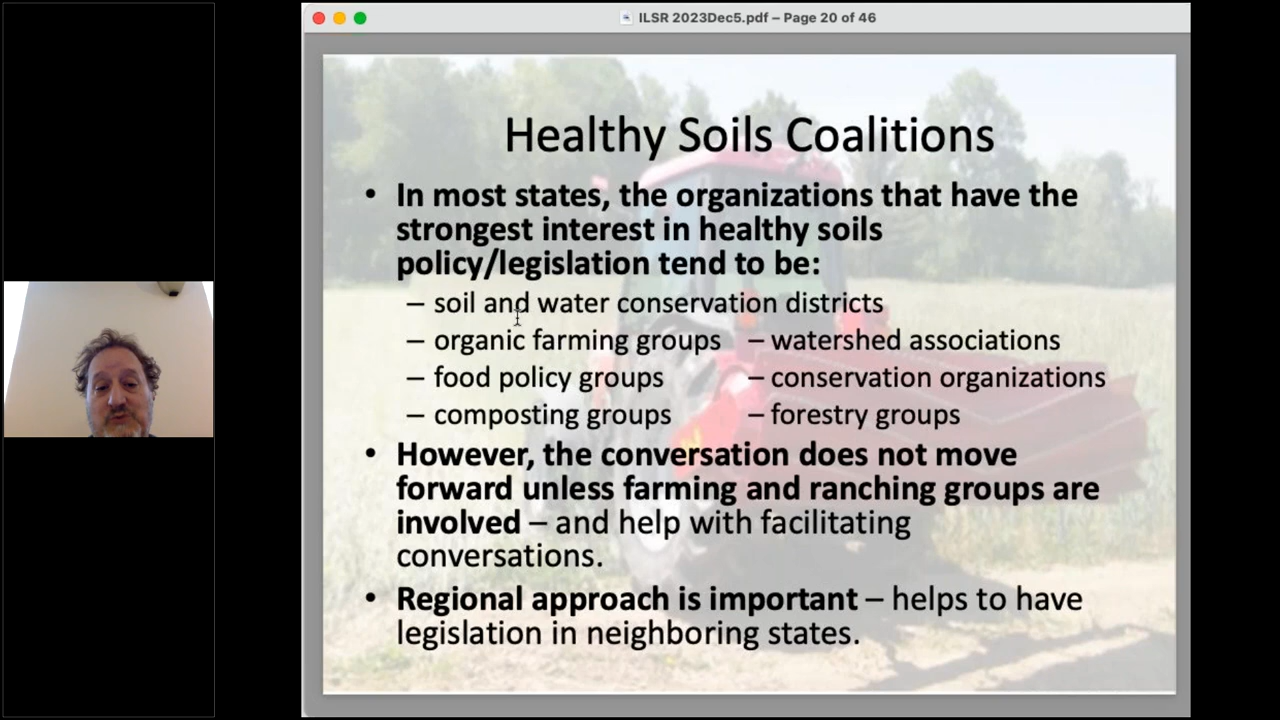 ILSR 2023Dec5.pdf – Page 20 of 46
Healthy Soils Coalitions
• In most states, the organizations that have the
strongest interest in healthy soils
policy/legislation tend to be:
– soil and water conservation districts
– organic farming groups – watershed associations
– food policy groups – conservation organizations
– composting groups – forestry groups
• However, the conversation does not move
forward unless farming and ranching groups are
involved – and help with facilitating
conversations.
• Regional approach is important – helps to have
legislation in neighboring states.